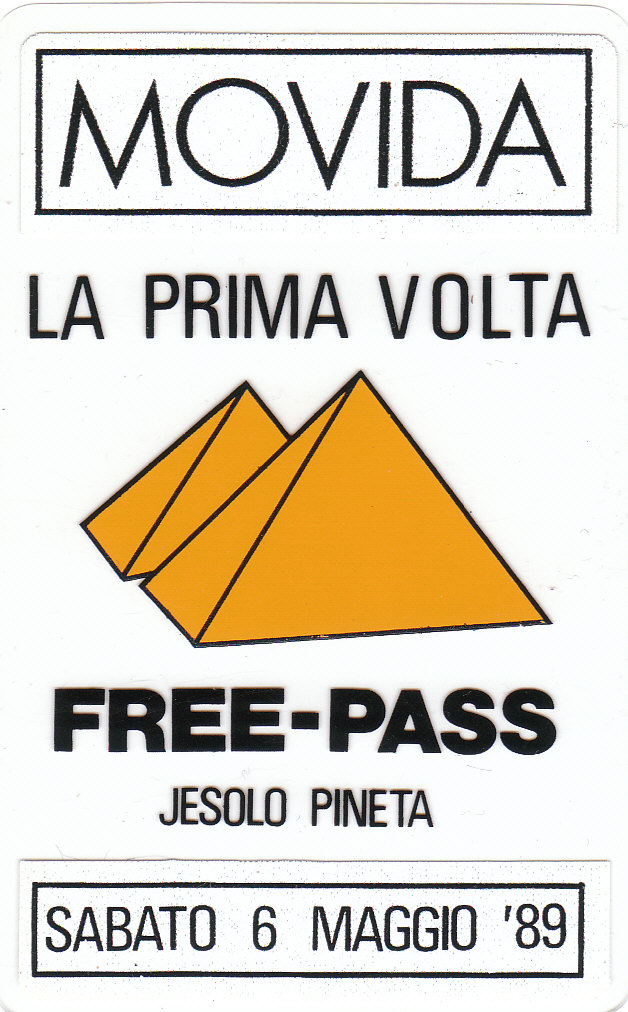 MOVIDA
LA PRIMA VOLTA
FREE-PASS
JESOLO PINETA
SABATO 6 MAGGIO '89